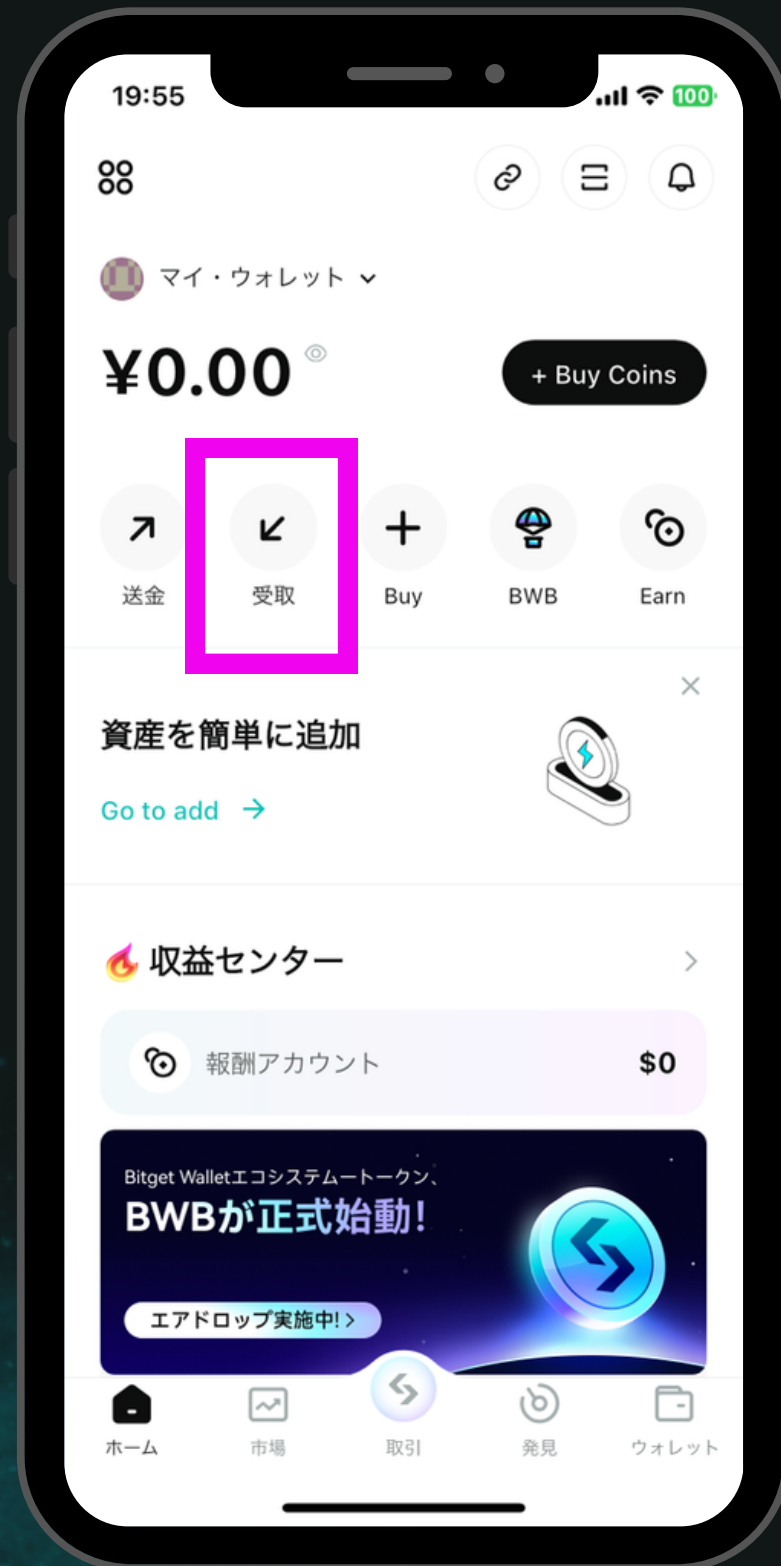 19:55
100
マイ・ウォレット
¥0.00
+ Buy Coins
送金
受取
Buy
BWB
Earn
資産を簡単に追加
Go to add →
収益センター
報酬アカウント
$0
Bitget Walletエコシステムートークン、
BWBが正式始動！
エアドロップ実施中! >
ホーム
市場
取引
発見
ウォレット